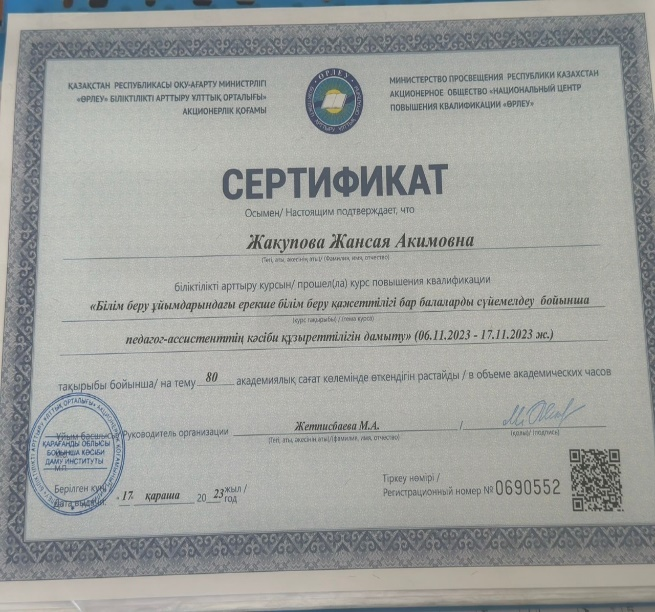 ҚАЗАҚСТАН РЕСПУБЛИКАСЫ ОҚУ-АҒАРТУ МИНИСТРЛІГІ
«ӨРЛЕУ» БІЛІКТІЛІКТІ АРТТЫРУ ҰЛТТЫҚ ОРТАЛЫҒЫ»
АКЦИОНЕРЛІК ҚОҒАМЫ
ӨРЛЕУ
МИНИСТЕРСТВО ПРОСВЕЩЕНИЯ РЕСПУБЛИКИ КАЗАХСТАН
АКЦИОНЕРНОЕ ОБЩЕСТВО «НАЦИОНАЛЬНЫЙ ЦЕНТР
ПОВЫШЕНИЯ КВАЛИФИКАЦИИ «ӨРЛЕУ»
СЕРТИФИКАТ
Осымен/ Настоящим подтверждает, что
Жакупова Жансая Акимовна
(Тегі, аты, әкесінің аты)/ (Фамилия, имя, отчество)
біліктілікті арттыру курсын/ прошел(ла) курс повышения квалификации
«Білім беру ұйымдарындағы ерекше білім беру қажеттілігі бар балаларды сүйемелдеу бойынша
(курс тақырыбы) / (тема курса)
педагог-ассистенттің кәсіби құзыреттілігін дамыту» (06.11.2023 - 17.11.2023 ж.)
тақырыбы бойынша/ на тему 80 академиялық сағат көлемінде өткендігін растайды / в объеме академических часов
Ұйым басшысы/Руководитель организации Жетписбаева М.А. /
(Тегі, аты, әкесінің аты)/(фамилия, имя, отчество)
(қолы)/ (подпись)
ҚАРАҒАНДЫ ОБЛЫСЫ
БОЙЫНША КӘСІБИ
ДАМУ ИНСТИТУТЫ
М.П.
Берілген күні/
Дата выдачи: «17» қараша 2023 жыл / год
Тіркеу нөмірі /
Регистрационный номер № 0690552